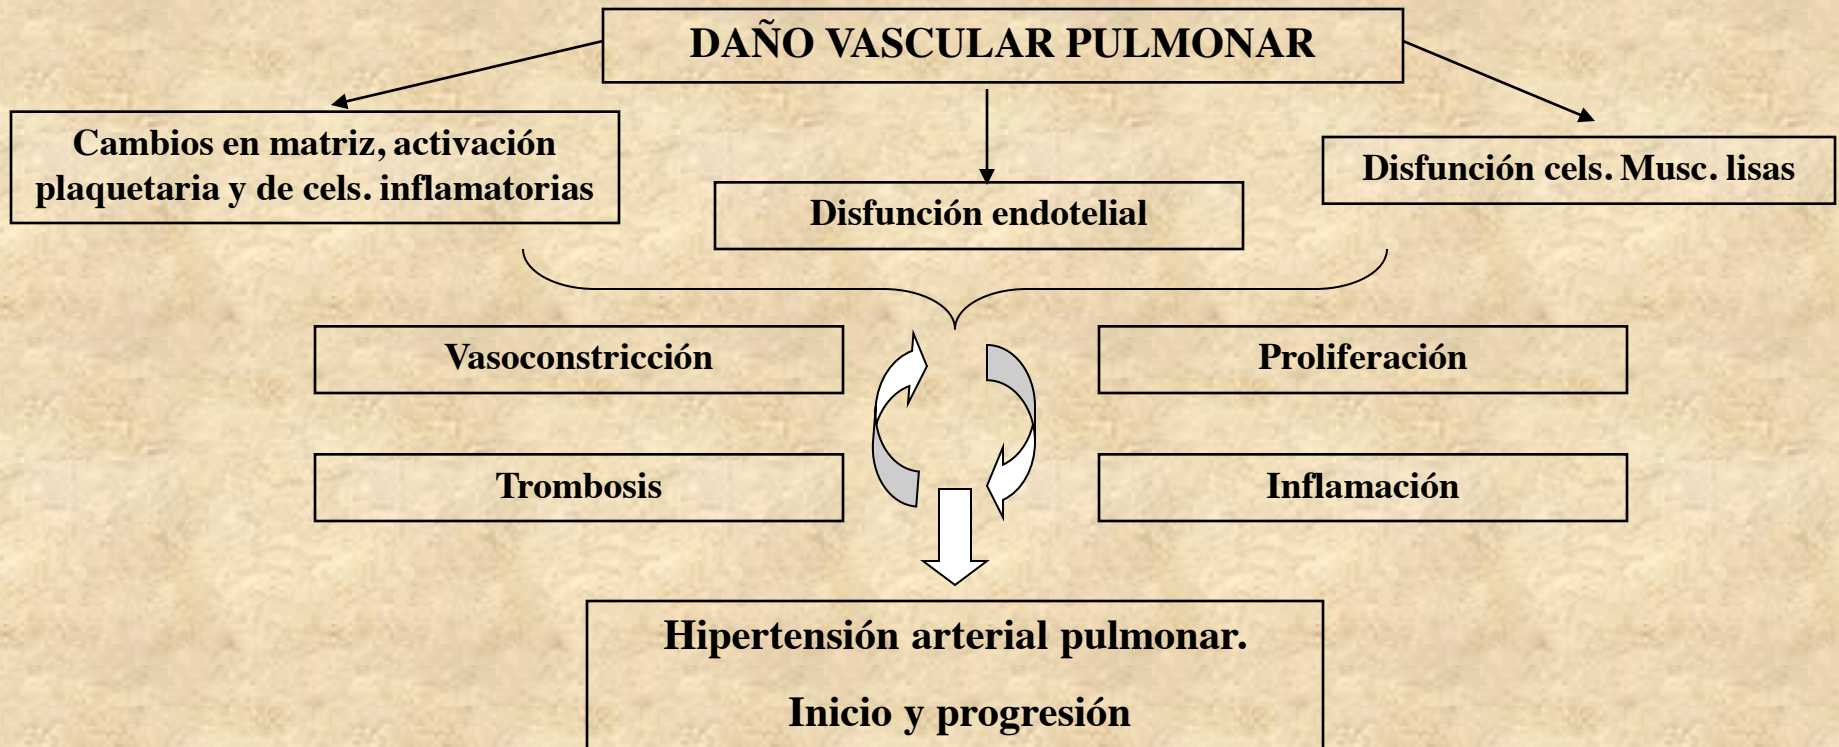 DAÑO VASCULAR PULMONAR
Cambios en matriz, activación
plaquetaria y de cels. inflamatorias
Disfunción endotelial
Disfunción cels. Musc. lisas
Vasoconstricción
Proliferación
Trombosis
Inflamación
Hipertensión arterial pulmonar.
Inicio y progresión